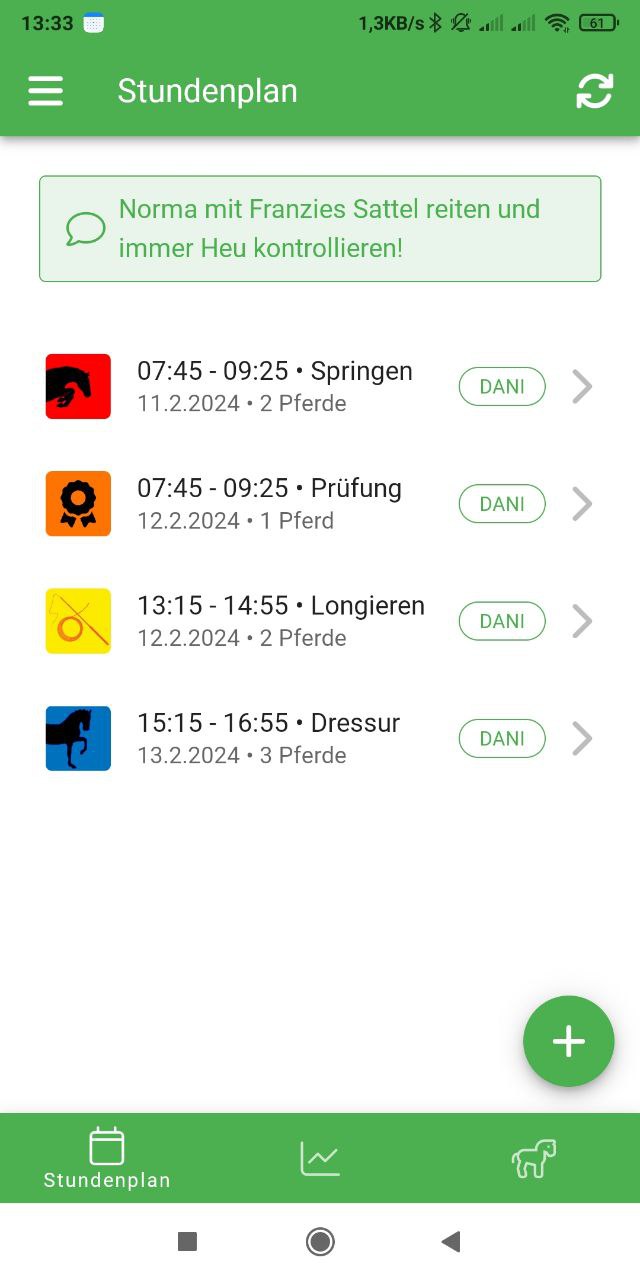 13:33 1,3KB/s 61
Stundenplan
Norma mit Franzies Sattel reiten und
immer Heu kontrollieren!
07:45 - 09:25 • Springen
11.2.2024 • 2 Pferde
DANI
07:45 - 09:25 • Prüfung
12.2.2024 • 1 Pferd
DANI
13:15 - 14:55 • Longieren
12.2.2024 • 2 Pferde
DANI
15:15 - 16:55 • Dressur
13.2.2024 • 3 Pferde
DANI
Stundenplan